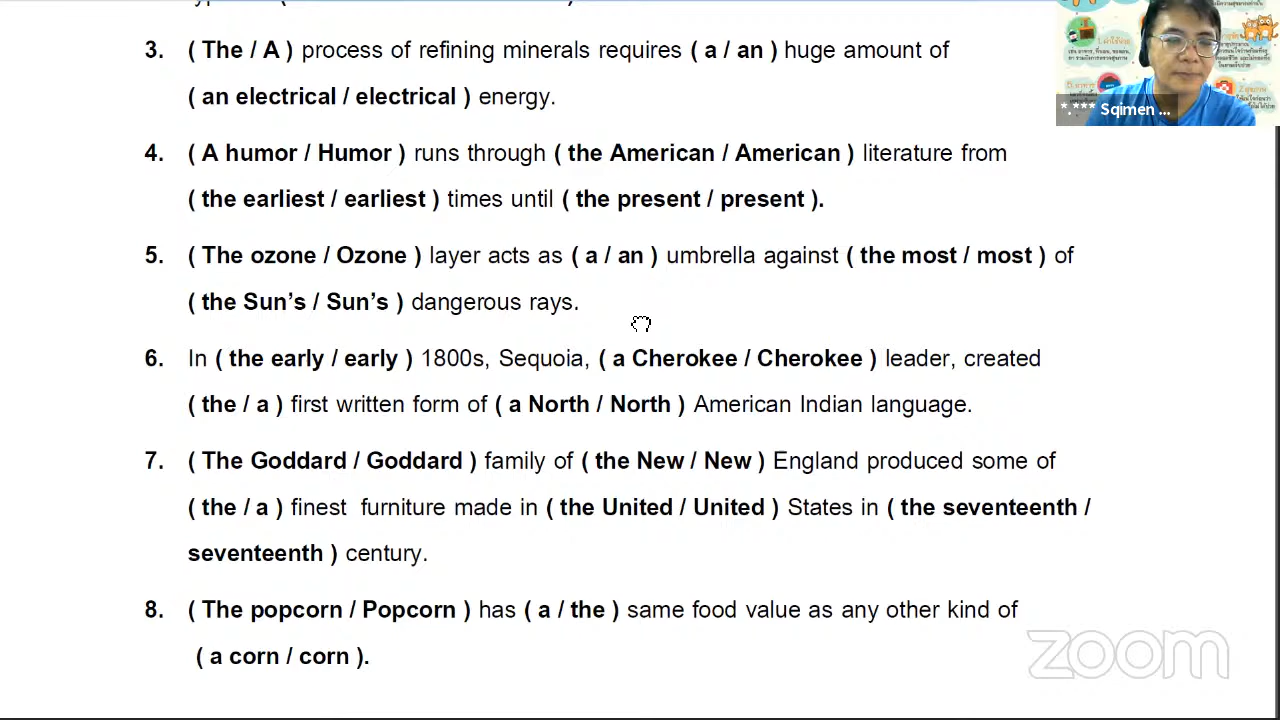 3. ( The / A ) process of refining minerals requires ( a / an ) huge amount of
( an electrical / electrical ) energy.
4. ( A humor / Humor ) runs through ( the American / American ) literature from
( the earliest / earliest ) times until ( the present / present ).
5. ( The ozone / Ozone ) layer acts as ( a / an ) umbrella against ( the most / most ) of
( the Sun’s / Sun’s ) dangerous rays.
6. In ( the early / early ) 1800s, Sequoia, ( a Cherokee / Cherokee ) leader, created
( the / a ) first written form of ( a North / North ) American Indian language.
7. ( The Goddard / Goddard ) family of ( the New / New ) England produced some of
( the / a ) finest furniture made in ( the United / United ) States in ( the seventeenth /
seventeenth ) century.
8. ( The popcorn / Popcorn ) has ( a / the ) same food value as any other kind of
( a corn / corn ).
*.*** Sqimen ...
zoom